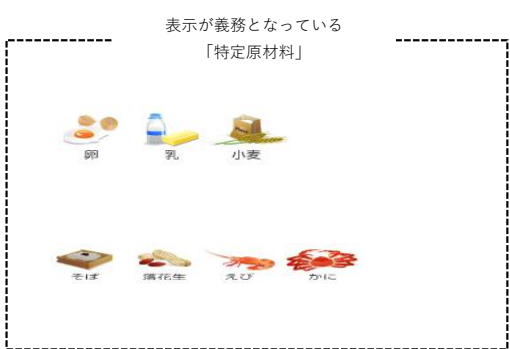 表示が義務となっている
「特定原材料」
卵 乳 小麦
そば 落花生 えび かに